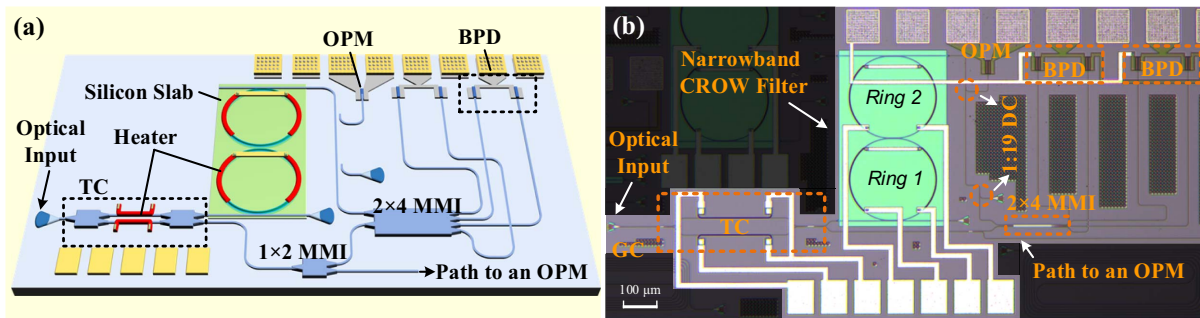 (a)
OPM
BPD
Silicon Slab
Optical
Input
Heater
TC
2×4 MMI
1×2 MMI
Path to an OPM
(b)
Narrowband
CROW Filter
Optical
Input
GC
TC
Ring 2
Ring 1
OPM
BPD
BPD
1:19 DC
2×4 MMI
Path to an OPM
100 μm